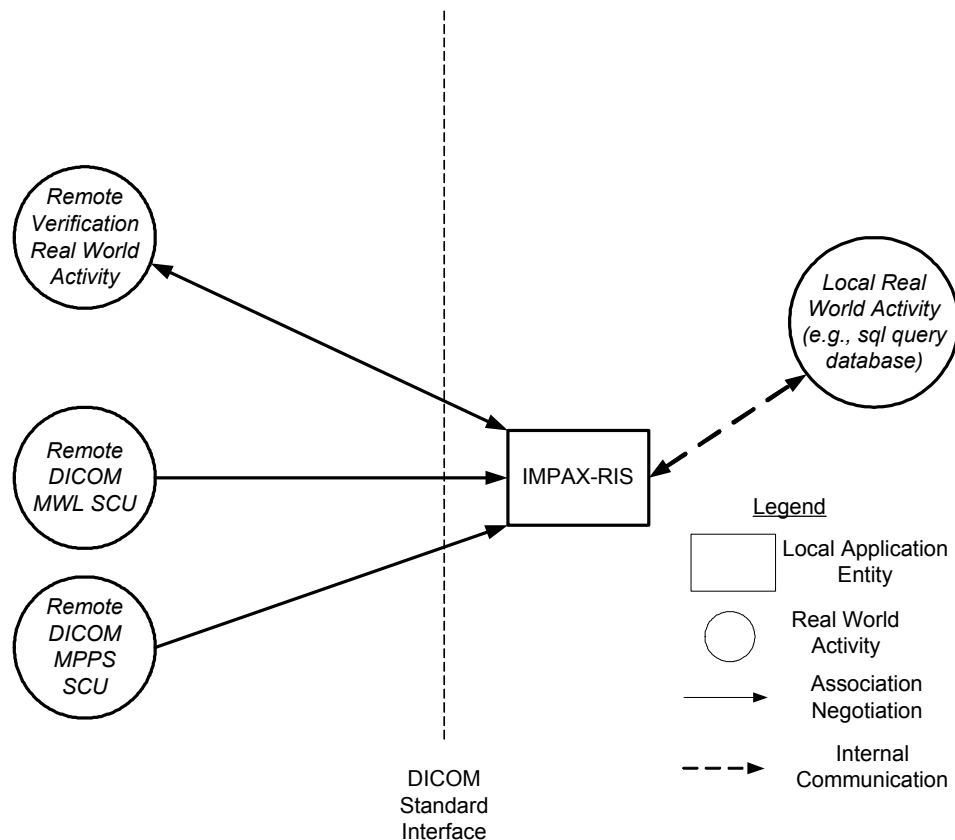 Remote
Verification
Real World
Activity
Local Real
World Activity
(e.g., sql query
database)
Remote
DICOM
MWL SCU
IMPAX-RIS
Remote
DICOM
MPPS
SCU
Legend
Local Application
Entity
Real World
Activity
Association
Negotiation
Internal
Communication
DICOM
Standard
Interface